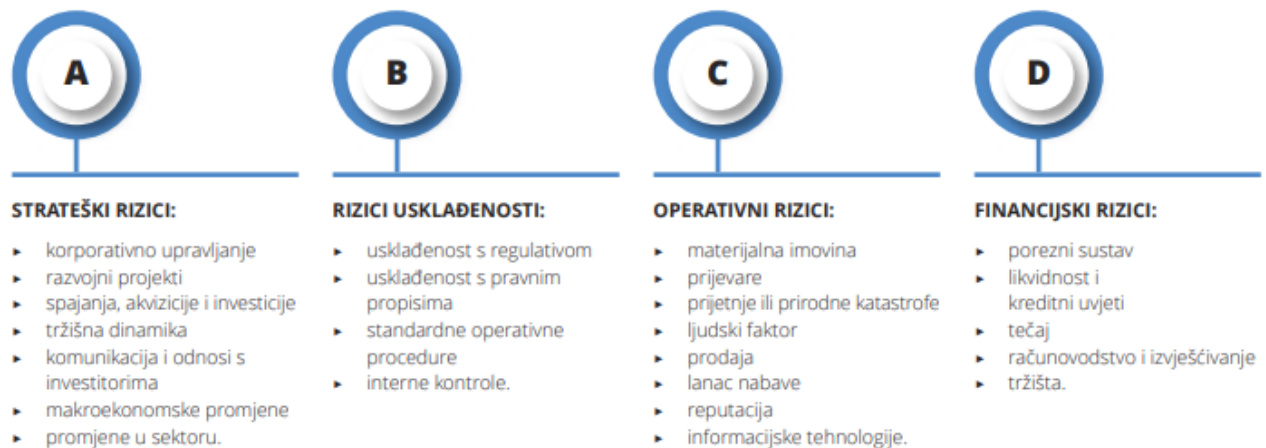 A
STRATEŠKI RIZICI:
▸ korporativno upravljanje
▸ razvojni projekti
▸ spajanja, akvizicije i investicije
▸ tržišna dinamika
▸ komunikacija i odnosi s
investitorima
▸ makroekonomske promjene
▸ promjene u sektoru.
B
RIZICI USKLAĐENOSTI:
▸ usklađenost s regulativom
▸ usklađenost s pravnim
propisima
▸ standardne operativne
procedure
▸ interne kontrole.
C
OPERATIVNI RIZICI:
▸ materijalna imovina
▸ prijevare
▸ prijetnje ili prirodne katastrofe
▸ ljudski faktor
▸ prodaja
▸ lanac nabave
▸ reputacija
▸ informacijske tehnologije.
D
FINANCIJSKI RIZICI:
▸ porezni sustav
▸ likvidnost i
kreditni uvjeti
▸ tečaj
▸ računovodstvo i izvješćivanje
▸ tržišta.